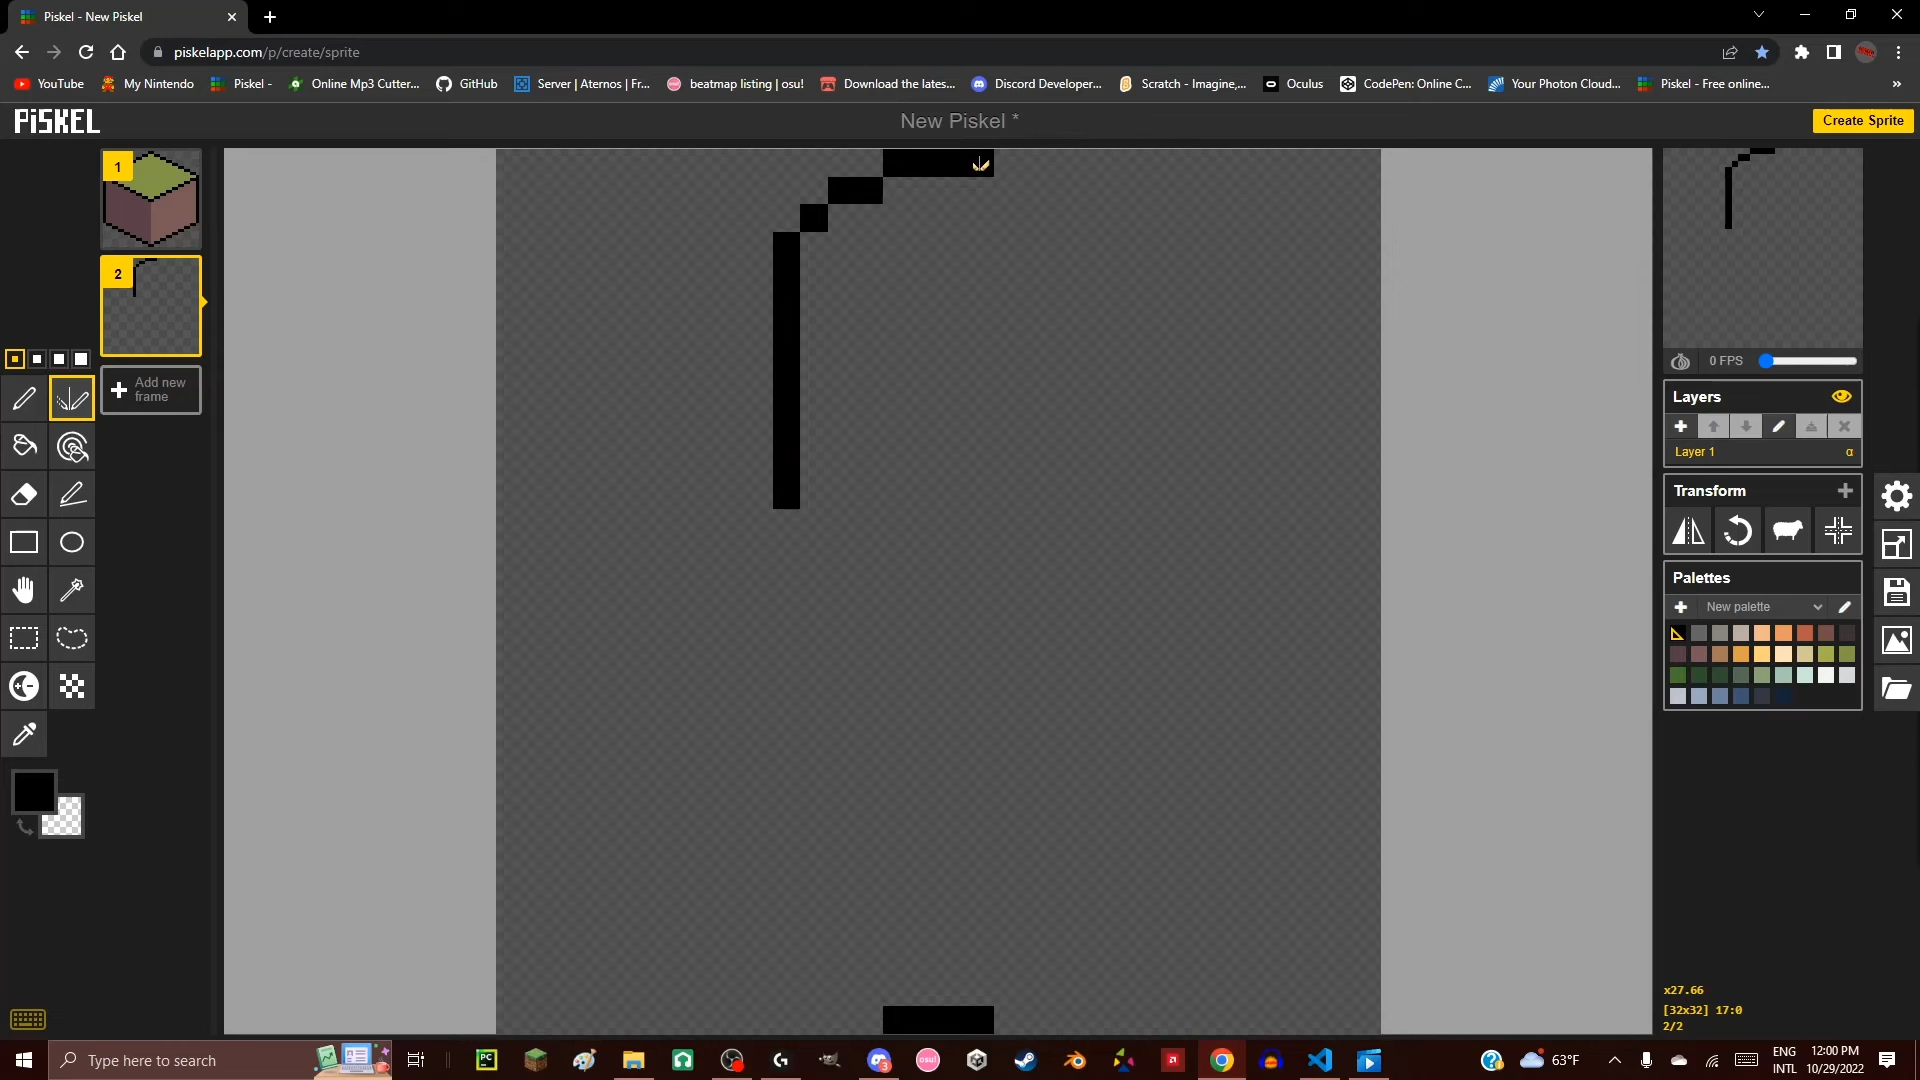 Piskel - New Piskel
piskelapp.com/p/create/sprite
YouTube My Nintendo Piskel - Online Mp3 Cutter... GitHub Server | Aternos | Fr... beatmap listing | osu! Download the lates... Discord Developer... Scratch - Imagine,... Oculus CodePen: Online C... Your Photon Cloud... Piskel - Free online... »
PiSKEL New Piskel * Create Sprite
1
2
Add new
frame
0 FPS
Layers
Layer 1 α
Transform
Palettes
New palette
x27.66
[32x32] 17:0
2/2
Type here to search
PC
osu!
3
63°F
ENG
INTL
12:00 PM
10/29/2022